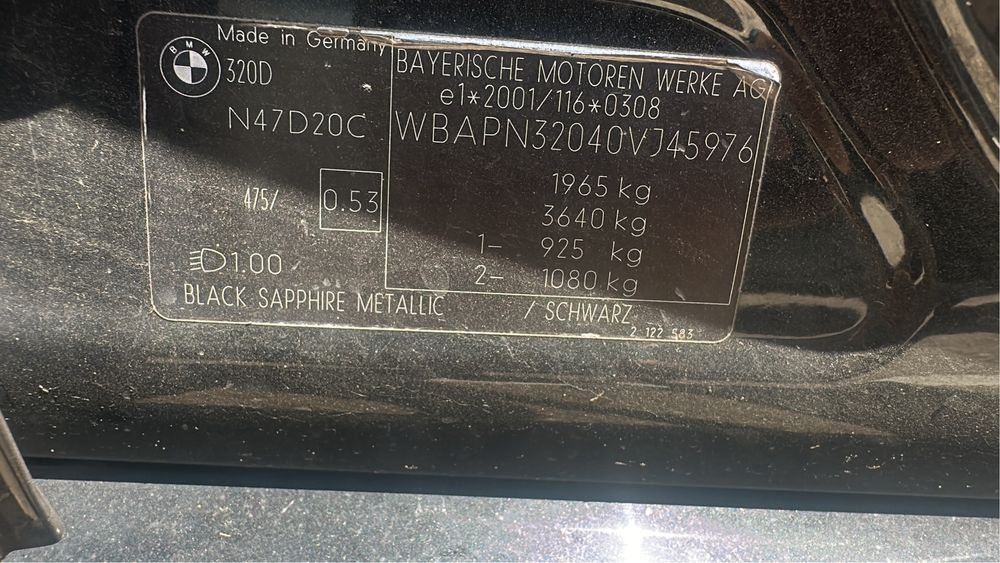 BMW
Made in Germany
320D
N47D20C
475/ 0.53
1.00
BLACK SAPPHIRE METALLIC / SCHWARZ
BAYERISCHE MOTOREN WERKE AG
e1*2001/116*0308
WBAPN32040VJ45976
1965 kg
3640 kg
1- 925 kg
2- 1080 kg
2 122 583